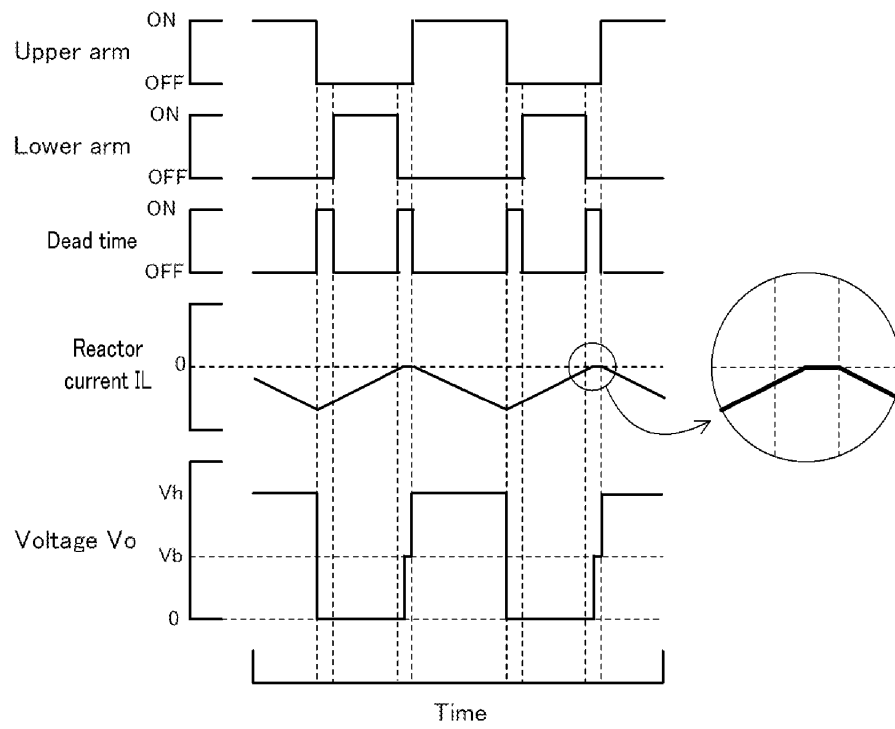 ON
Upper arm
OFF
ON
Lower arm
OFF
ON
Dead time
OFF
0
Reactor
current IL
Vh
Voltage Vo
Vb
0
Time